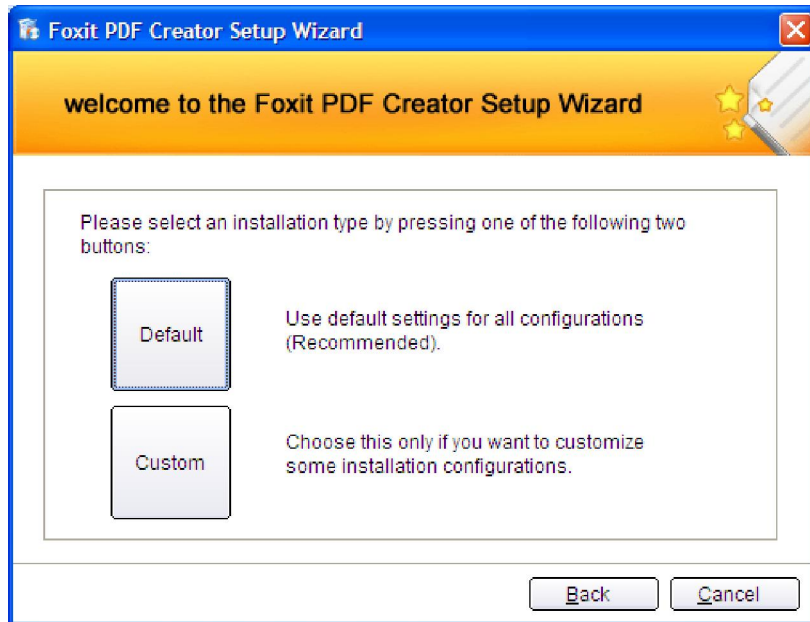 Foxit PDF Creator Setup Wizard
welcome to the Foxit PDF Creator Setup Wizard
Please select an installation type by pressing one of the following two
buttons:
Default
Use default settings for all configurations
(Recommended).
Custom
Choose this only if you want to customize
some installation configurations.
Back
Cancel